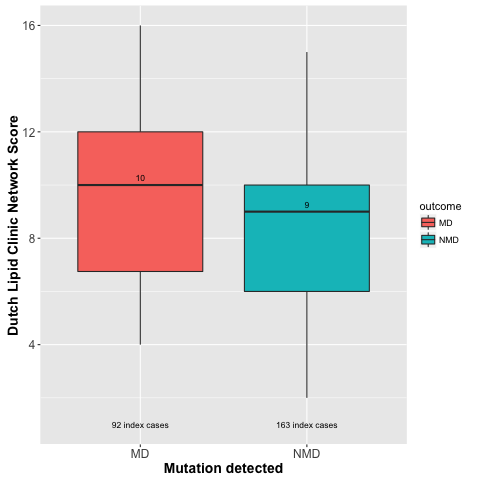 16
12
8
4
Dutch Lipid Clinic Network Score
10
9
92 index cases
163 index cases
MD
NMD
Mutation detected
outcome
MD
NMD